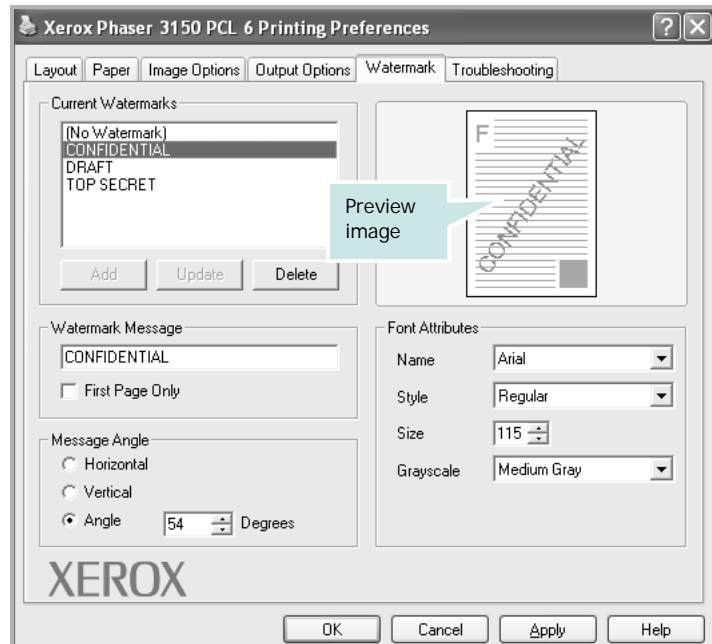 Xerox Phaser 3150 PCL 6 Printing Preferences
Layout Paper Image Options Output Options Watermark Troubleshooting
Current Watermarks
(No Watermark)
CONFIDENTIAL
DRAFT
TOP SECRET
Add Update Delete
F
CONFIDENTIAL
Preview
image
Watermark Message
CONFIDENTIAL
First Page Only
Message Angle
Horizontal
Vertical
Angle 54 Degrees
Font Attributes
Name Arial
Style Regular
Size 115
Grayscale Medium Gray
XEROX
OK Cancel Apply Help